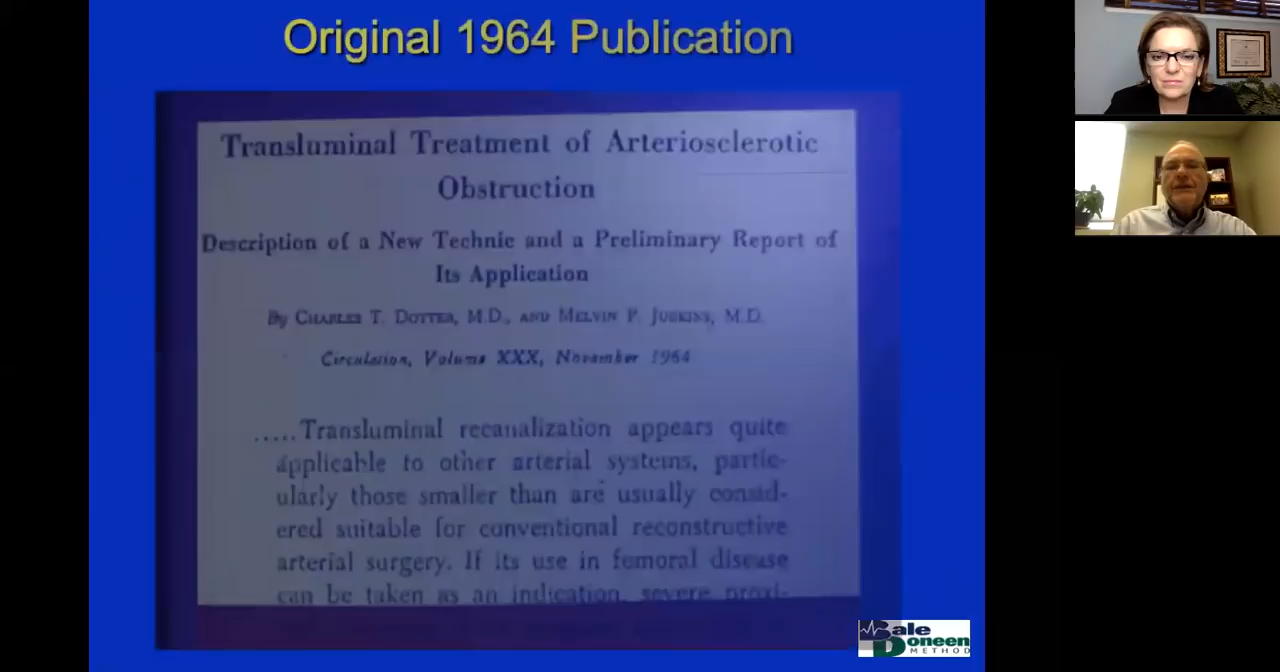 Original 1964 Publication
Transluminal Treatment of Arteriosclerotic
Obstruction
Description of a New Technic and a Preliminary Report of
Its Application
By CHARLES T. DOTTER, M.D., AND MELVIN P. JUDKINS, M.D.
Circulation, Volume XXX, November 1964
.....Transluminal recanalization appears quite
applicable to other arterial systems, partic-
ularly those smaller than are usually consid-
ered suitable for conventional reconstructive
arterial surgery. If its use in femoral disease
can be taken as an indication, severe proxi-
Bale
Doneen
METHOD